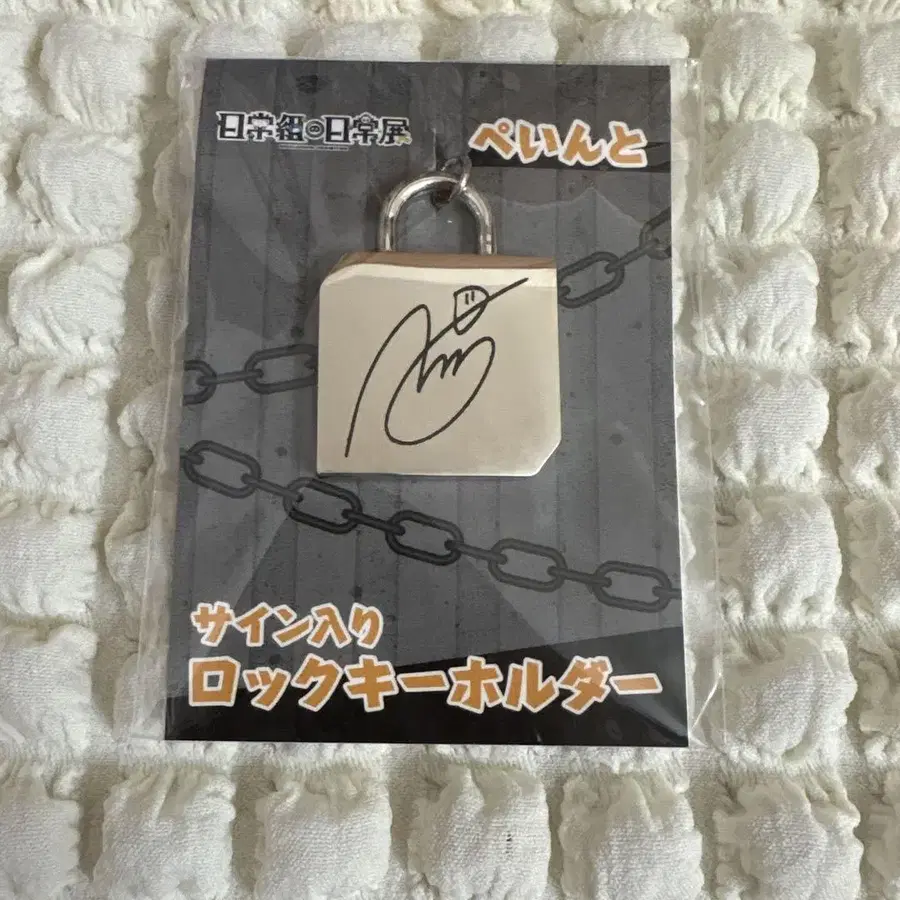 日常組の日常展
ぺいんと
サイン入り
ロックキーホルダー